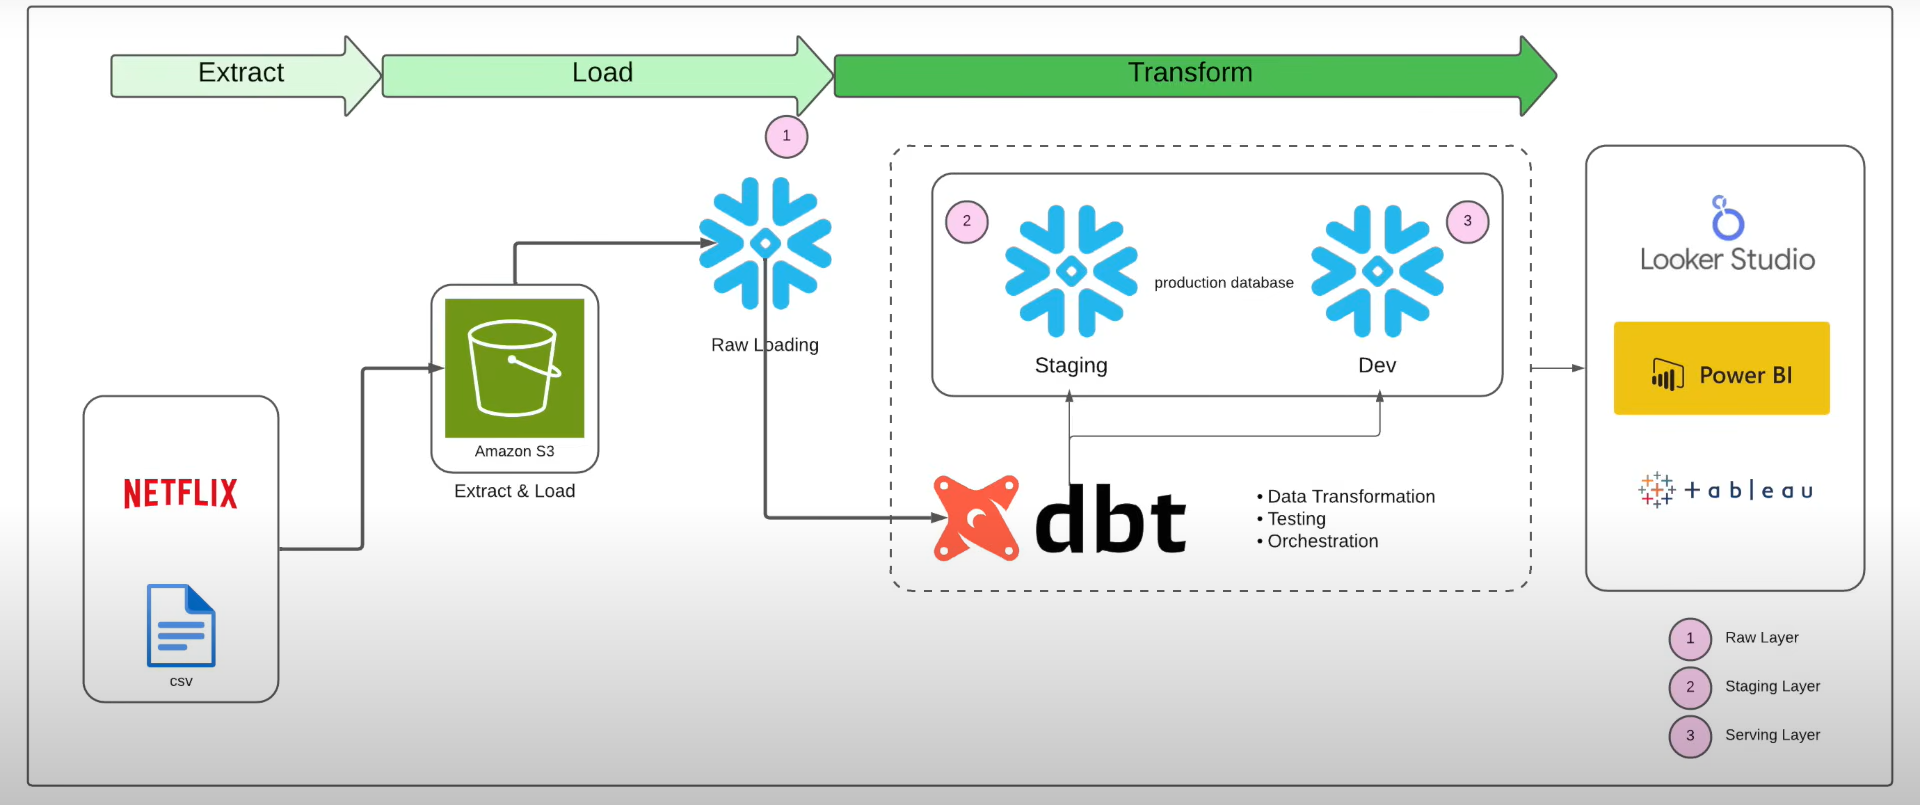 Extract
Load
Transform
1
2
3
production database
Raw Loading
Staging
Dev
Amazon S3
Extract & Load
NETFLIX
csv
dbt
• Data Transformation
• Testing
• Orchestration
Looker Studio
Power BI
+ableau
1 Raw Layer
2 Staging Layer
3 Serving Layer